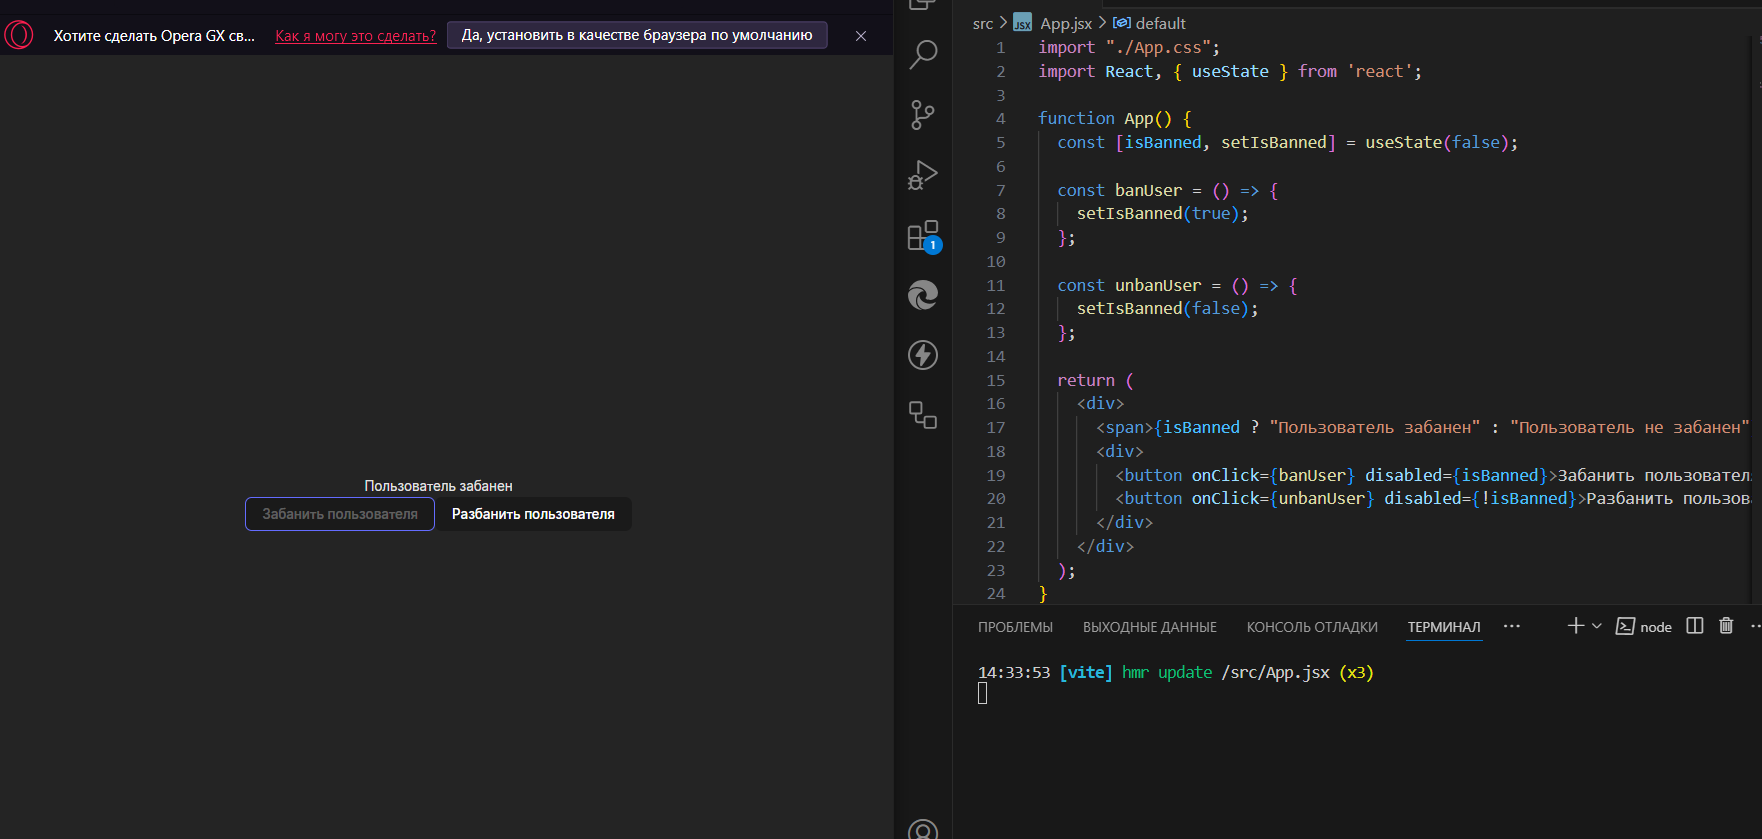 Хотите сделать Opera GX св... Как я могу это сделать? Да, установить в качестве браузера по умолчанию
Пользователь забанен
Забанить пользователя Разбанить пользователя
1
src > JSX App.jsx > default
1 import "./App.css";
2 import React, { useState } from 'react';
3
4 function App() {
5 const [isBanned, setIsBanned] = useState(false);
6
7 const banUser = () => {
8 setIsBanned(true);
9 };
10
11 const unbanUser = () => {
12 setIsBanned(false);
13 };
14
15 return (
16 <div>
17 <span>{isBanned ? "Пользователь забанен" : "Пользователь не забанен"
18 <div>
19 <button onClick={banUser} disabled={isBanned}>Забанить пользовател
20 <button onClick={unbanUser} disabled={!isBanned}>Разбанить пользов
21 </div>
22 </div>
23 );
24 }
ПРОБЛЕМЫ ВЫХОДНЫЕ ДАННЫЕ КОНСОЛЬ ОТЛАДКИ ТЕРМИНАЛ ... node
14:33:53 [vite] hmr update /src/App.jsx (x3)